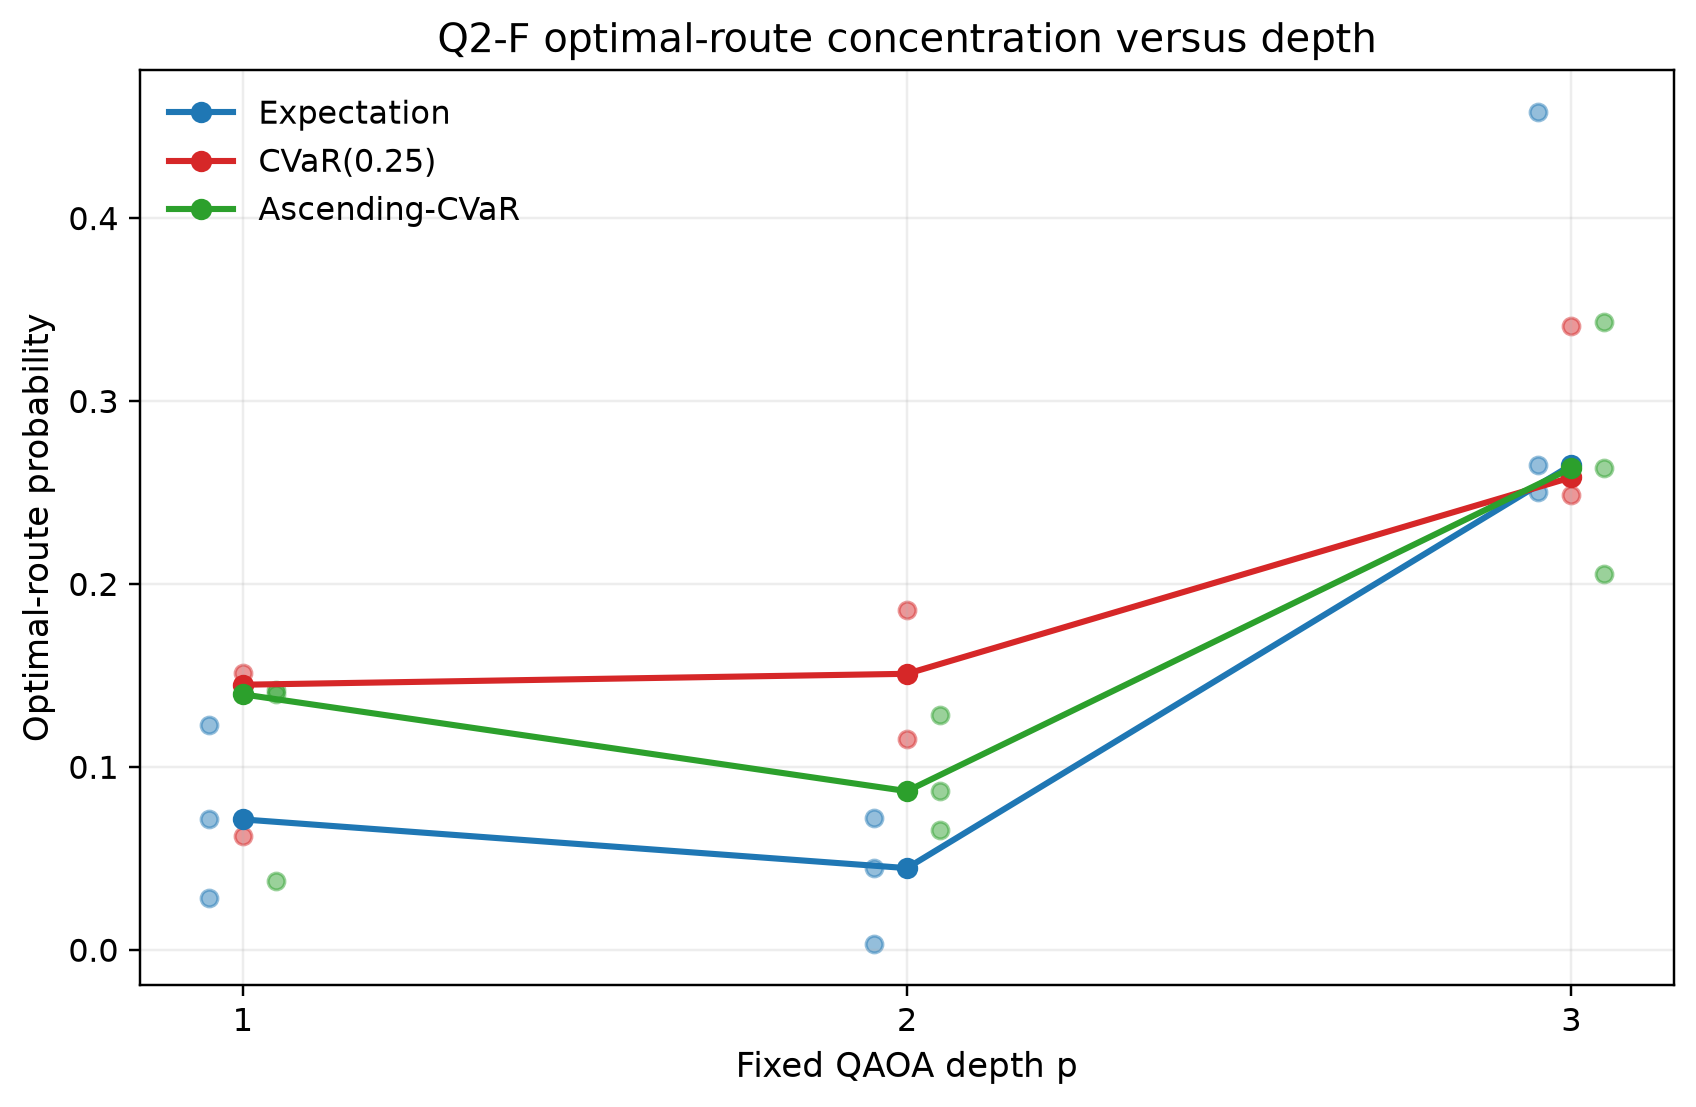 Q2-F optimal-route concentration versus depth
Expectation
CVaR(0.25)
Ascending-CVaR
Optimal-route probability
0.4
0.3
0.2
0.1
0.0
1 2 3
Fixed QAOA depth p